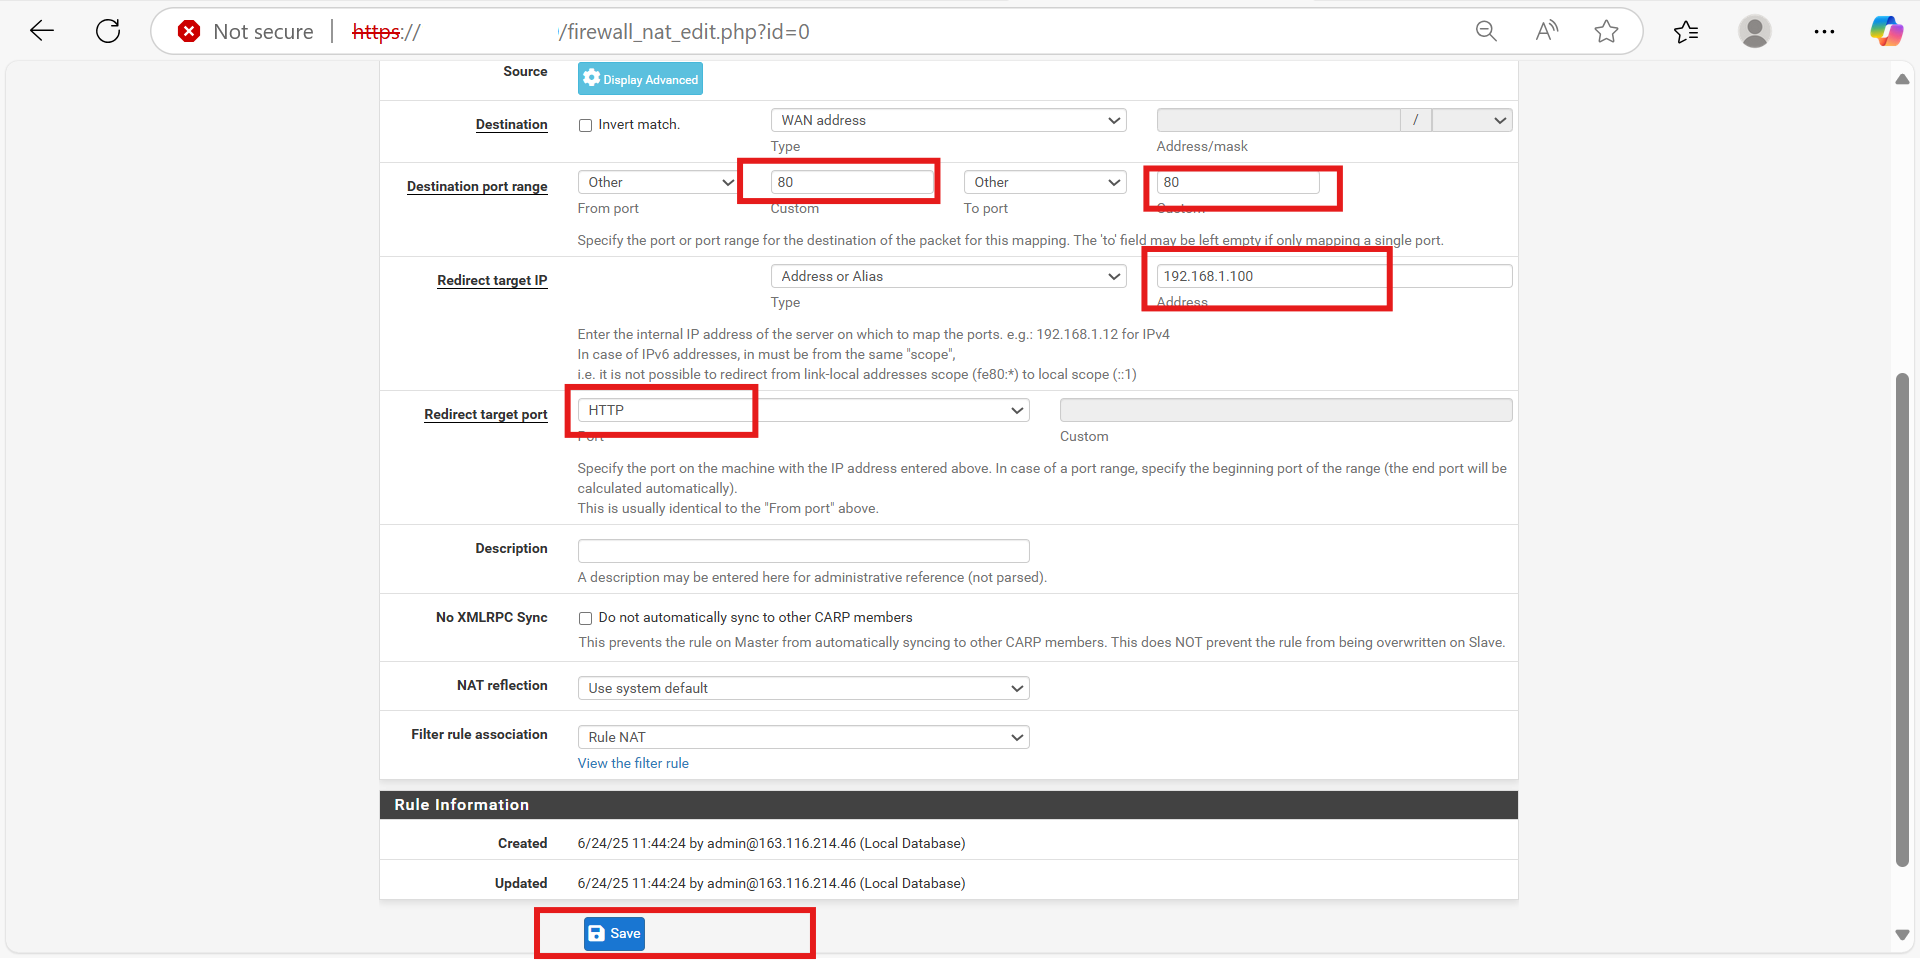 Not secure https:// /firewall_nat_edit.php?id=0
Source Display Advanced
Destination Invert match. WAN address /
Type Address/mask
Destination port range Other 80 Other 80
From port Custom To port Custom
Specify the port or port range for the destination of the packet for this mapping. The 'to' field may be left empty if only mapping a single port.
Redirect target IP Address or Alias 192.168.1.100
Type Address
Enter the internal IP address of the server on which to map the ports. e.g.: 192.168.1.12 for IPv4
In case of IPv6 addresses, in must be from the same "scope",
i.e. it is not possible to redirect from link-local addresses scope (fe80:*) to local scope (::1)
Redirect target port HTTP
Port Custom
Specify the port on the machine with the IP address entered above. In case of a port range, specify the beginning port of the range (the end port will be
calculated automatically).
This is usually identical to the "From port" above.
Description
A description may be entered here for administrative reference (not parsed).
No XMLRPC Sync Do not automatically sync to other CARP members
This prevents the rule on Master from automatically syncing to other CARP members. This does NOT prevent the rule from being overwritten on Slave.
NAT reflection Use system default
Filter rule association Rule NAT
View the filter rule
Rule Information
Created 6/24/25 11:44:24 by admin@163.116.214.46 (Local Database)
Updated 6/24/25 11:44:24 by admin@163.116.214.46 (Local Database)
Save